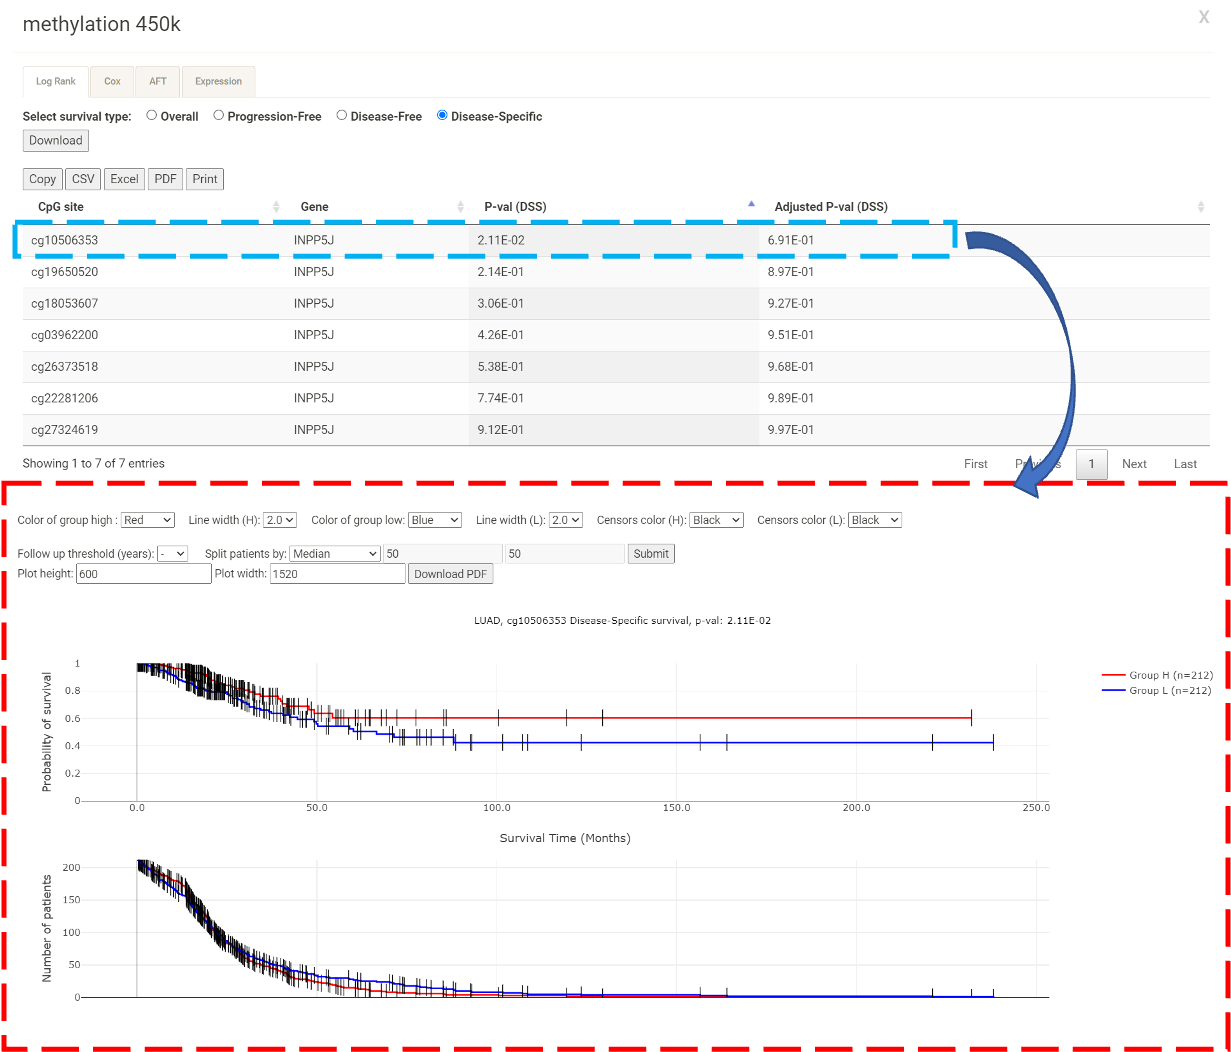 methylation 450k
X
Log Rank Cox AFT Expression
Select survival type: Overall Progression-Free Disease-Free Disease-Specific
Download
Copy CSV Excel PDF Print
CpG site Gene P-val (DSS) Adjusted P-val (DSS)
cg10506353 INPP5J 2.11E-02 6.91E-01
cg19650520 INPP5J 2.14E-01 8.97E-01
cg18053607 INPP5J 3.06E-01 9.27E-01
cg03962200 INPP5J 4.26E-01 9.51E-01
cg26373518 INPP5J 5.38E-01 9.68E-01
cg22281206 INPP5J 7.74E-01 9.89E-01
cg27324619 INPP5J 9.12E-01 9.97E-01
Showing 1 to 7 of 7 entries First 1 Next Last
Color of group high : Red Line width (H): 2.0 Color of group low: Blue Line width (L): 2.0 Censors color (H): Black Censors color (L): Black
Follow up threshold (years): - Split patients by: Median 50 50 Submit
Plot height: 600 Plot width: 1520 Download PDF
LUAD, cg10506353 Disease-Specific survival, p-val: 2.11E-02
Probability of survival
1
0.8
0.6
0.4
0.2
0
0.0 50.0 100.0 150.0 200.0 250.0
Survival Time (Months)
Group H (n=212)
Group L (n=212)
Number of patients
200
150
100
50
0